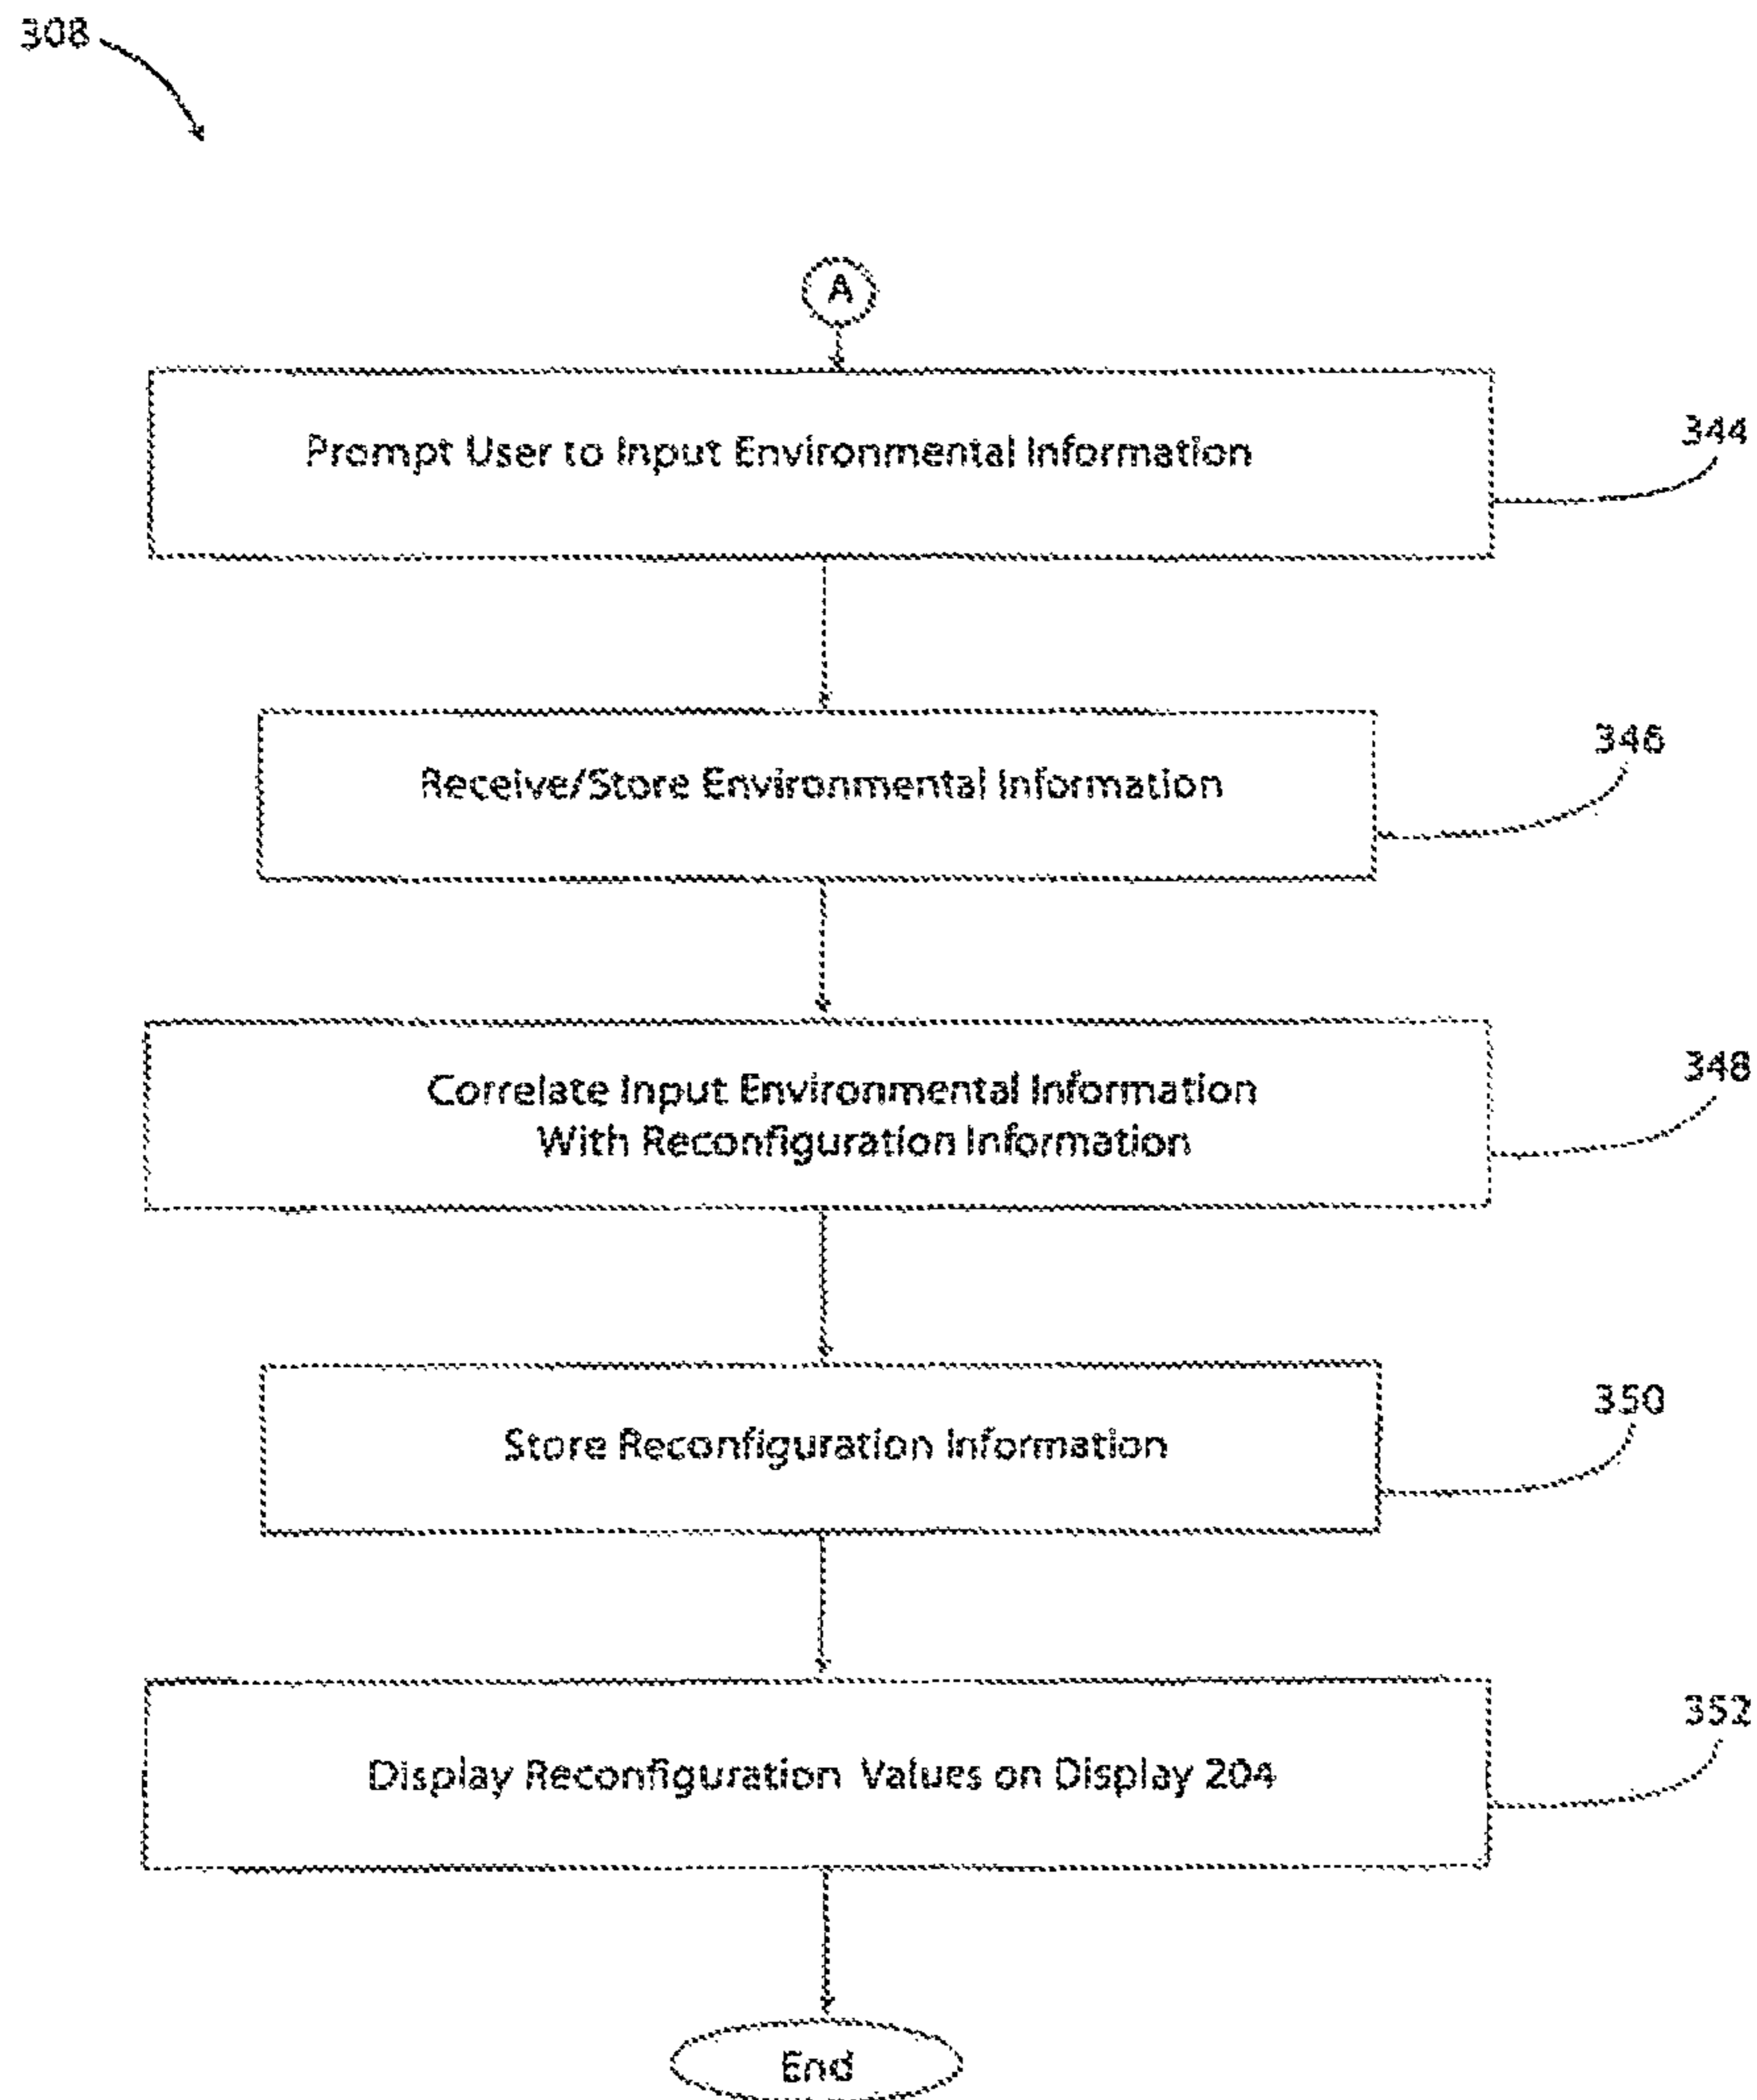 308
A
Prompt User to Input Environmental Information
344
Receive/Store Environmental Information
346
Correlate Input Environmental Information
With Reconfiguration Information
348
Store Reconfiguration Information
350
Display Reconfiguration Values on Display 204
352
End